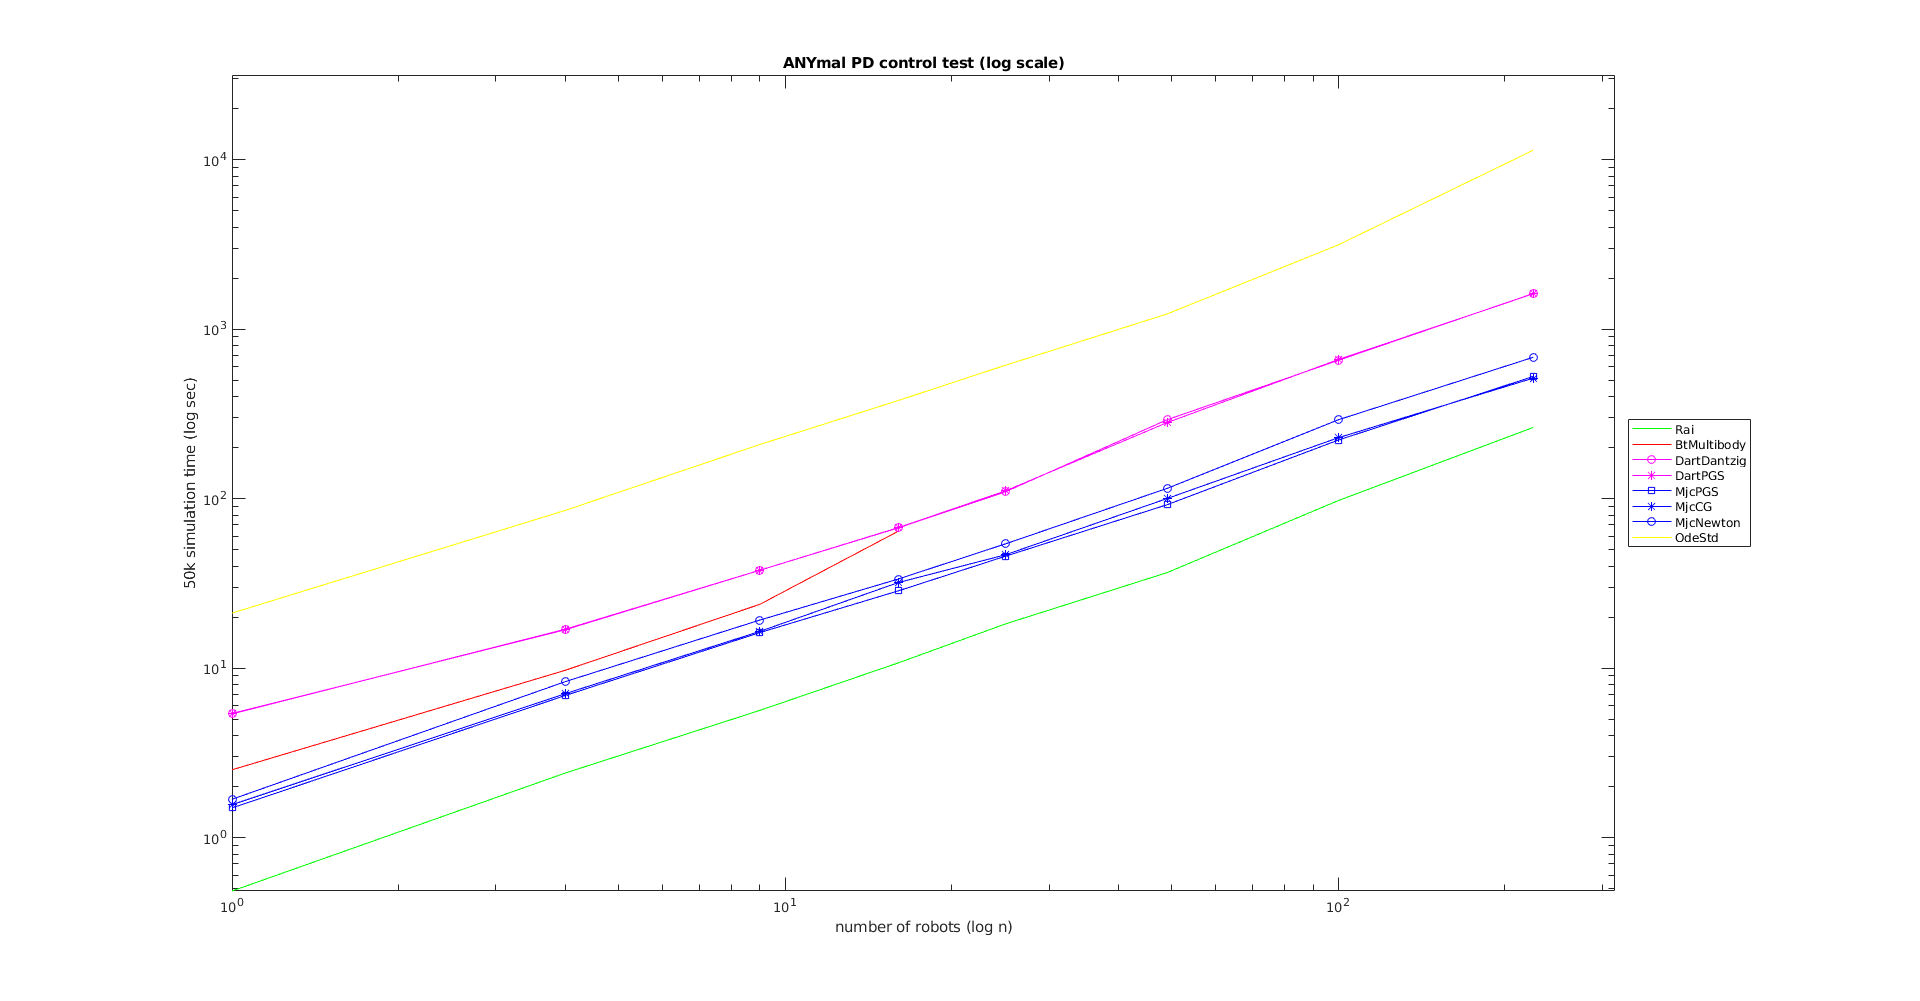 ANYmal PD control test (log scale)
10^4
10^3
10^2
10^1
10^0
50k simulation time (log sec)
10^0
10^1
10^2
number of robots (log n)
Rai
BtMultibody
DartDantzig
DartPGS
MjcPGS
MjcCG
MjcNewton
OdeStd